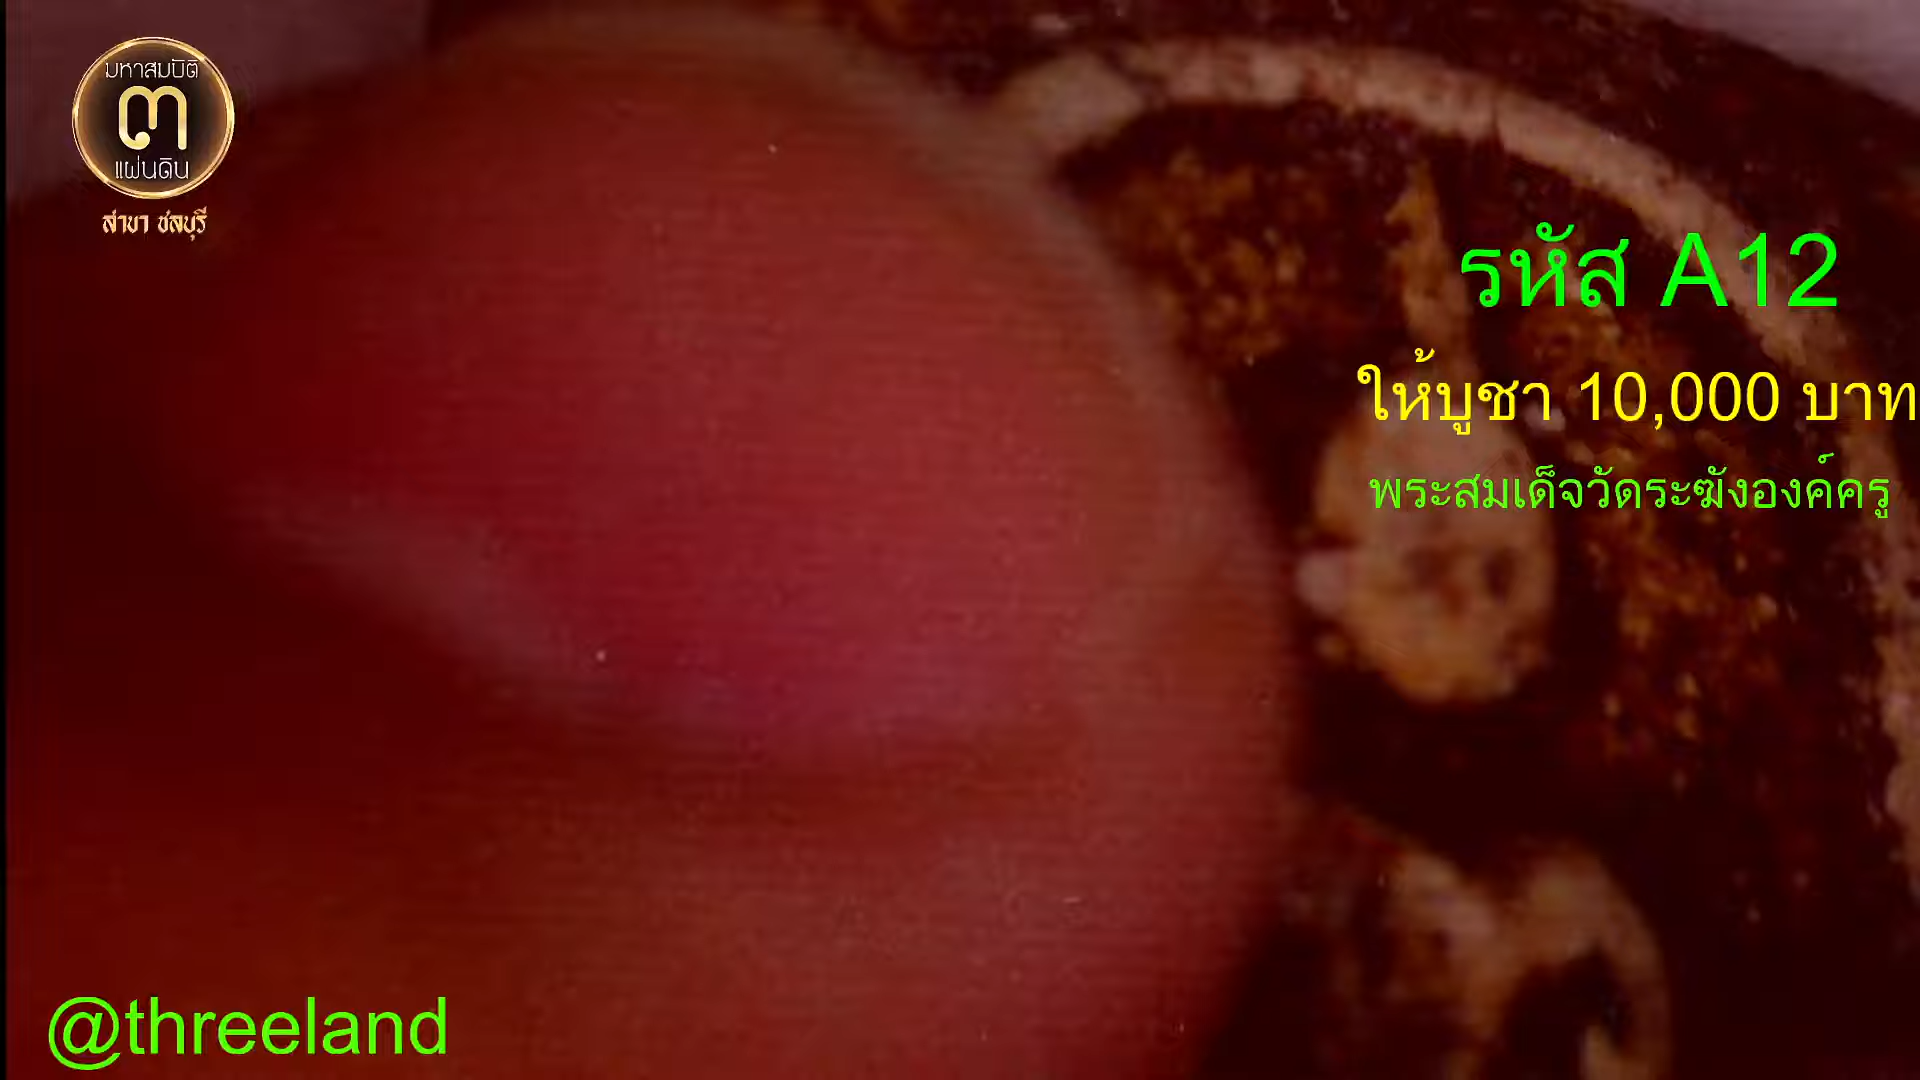 มหาสมบัติ
๓
แผ่นดิน
สาขา ชลบุรี
รหัส A12
ให้บูชา 10,000 บาท
พระสมเด็จวัดระฆังองค์ครู
@threeland